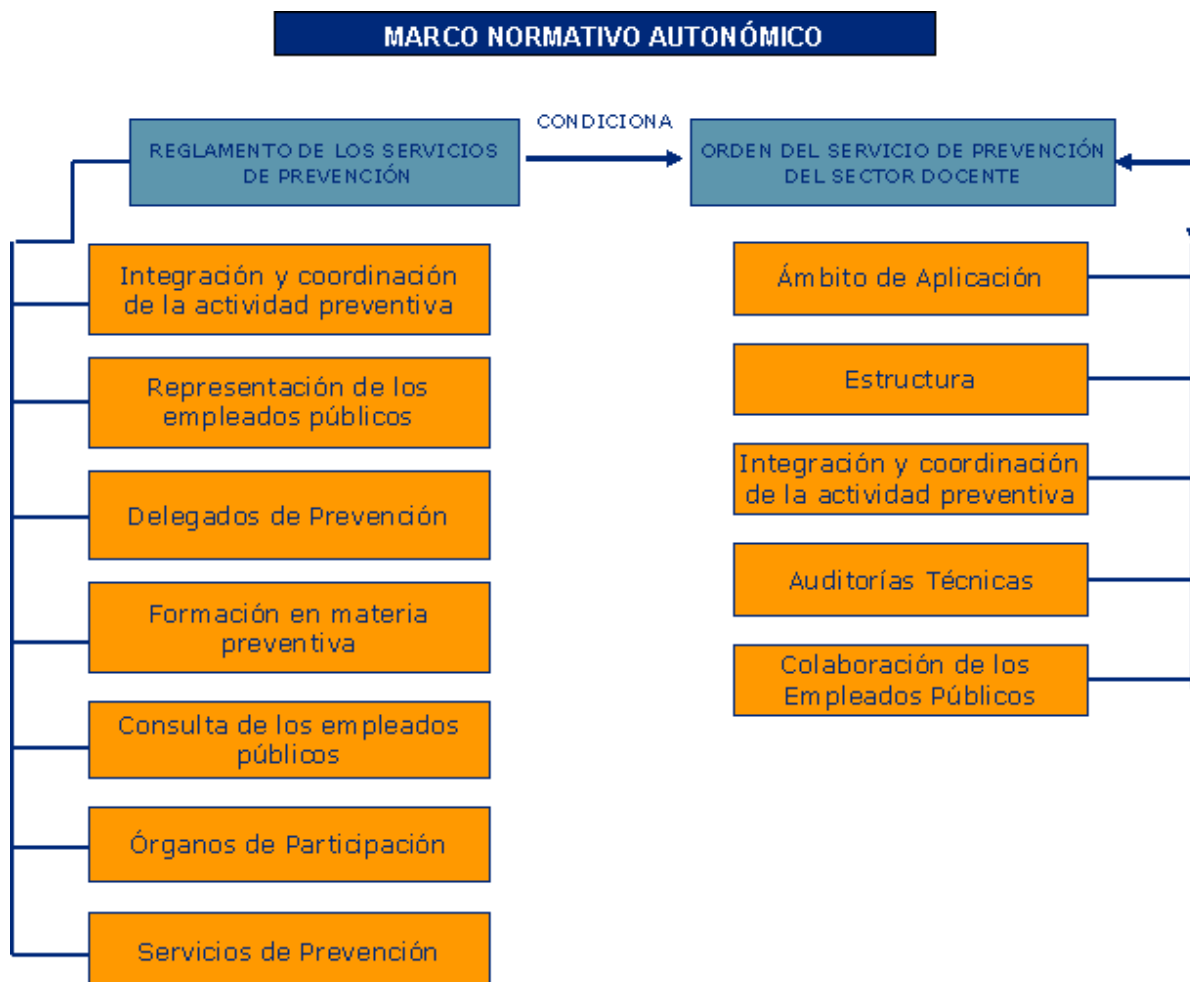 MARCO NORMATIVO AUTONÓMICO
CONDICIONA
REGLAMENTO DE LOS SERVICIOS
DE PREVENCIÓN
ORDEN DEL SERVICIO DE PREVENCIÓN
DEL SECTOR DOCENTE
Integración y coordinación
de la actividad preventiva
Representación de los
empleados públicos
Delegados de Prevención
Formación en materia
preventiva
Consulta de los empleados
públicos
Órganos de Participación
Servicios de Prevención
Ámbito de Aplicación
Estructura
Integración y coordinación
de la actividad preventiva
Auditorías Técnicas
Colaboración de los
Empleados Públicos